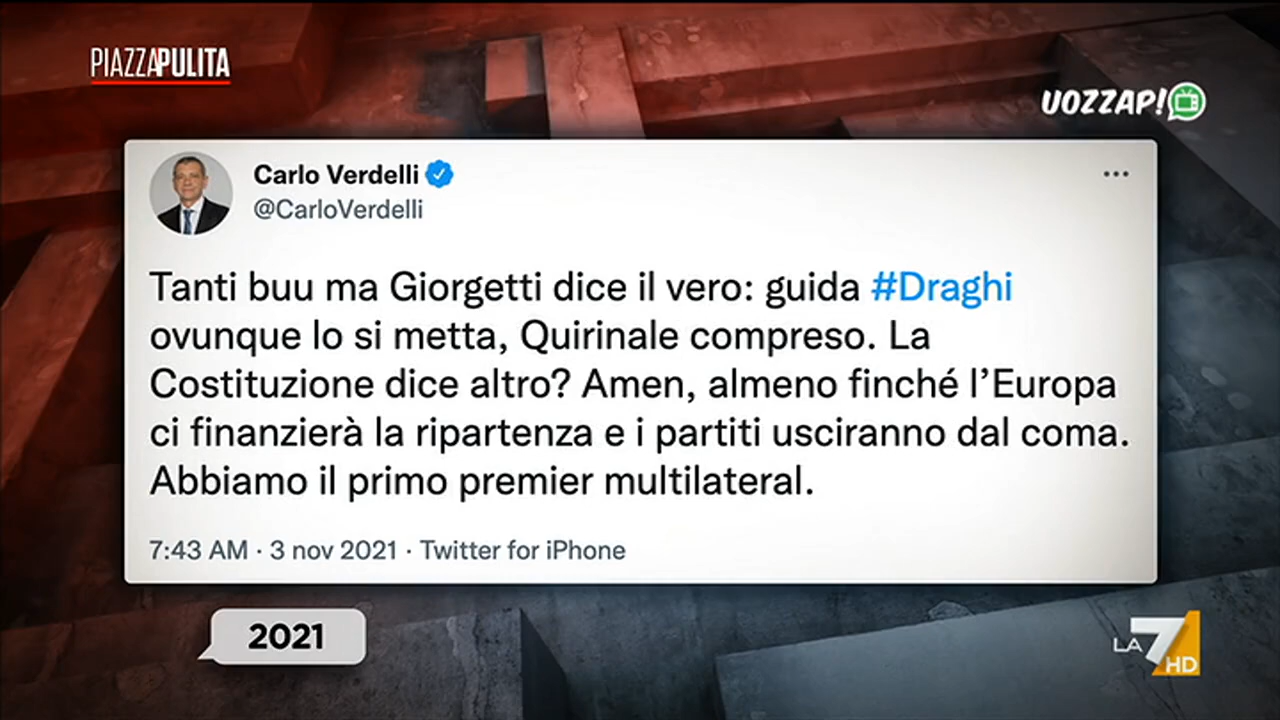 PIAZZAPULITA
UOZZAP!
Carlo Verdelli
@CarloVerdelli
Tanti buu ma Giorgetti dice il vero: guida #Draghi
ovunque lo si metta, Quirinale compreso. La
Costituzione dice altro? Amen, almeno finché l’Europa
ci finanzierà la ripartenza e i partiti usciranno dal coma.
Abbiamo il primo premier multilateral.
7:43 AM · 3 nov 2021 · Twitter for iPhone
2021
LA7 HD